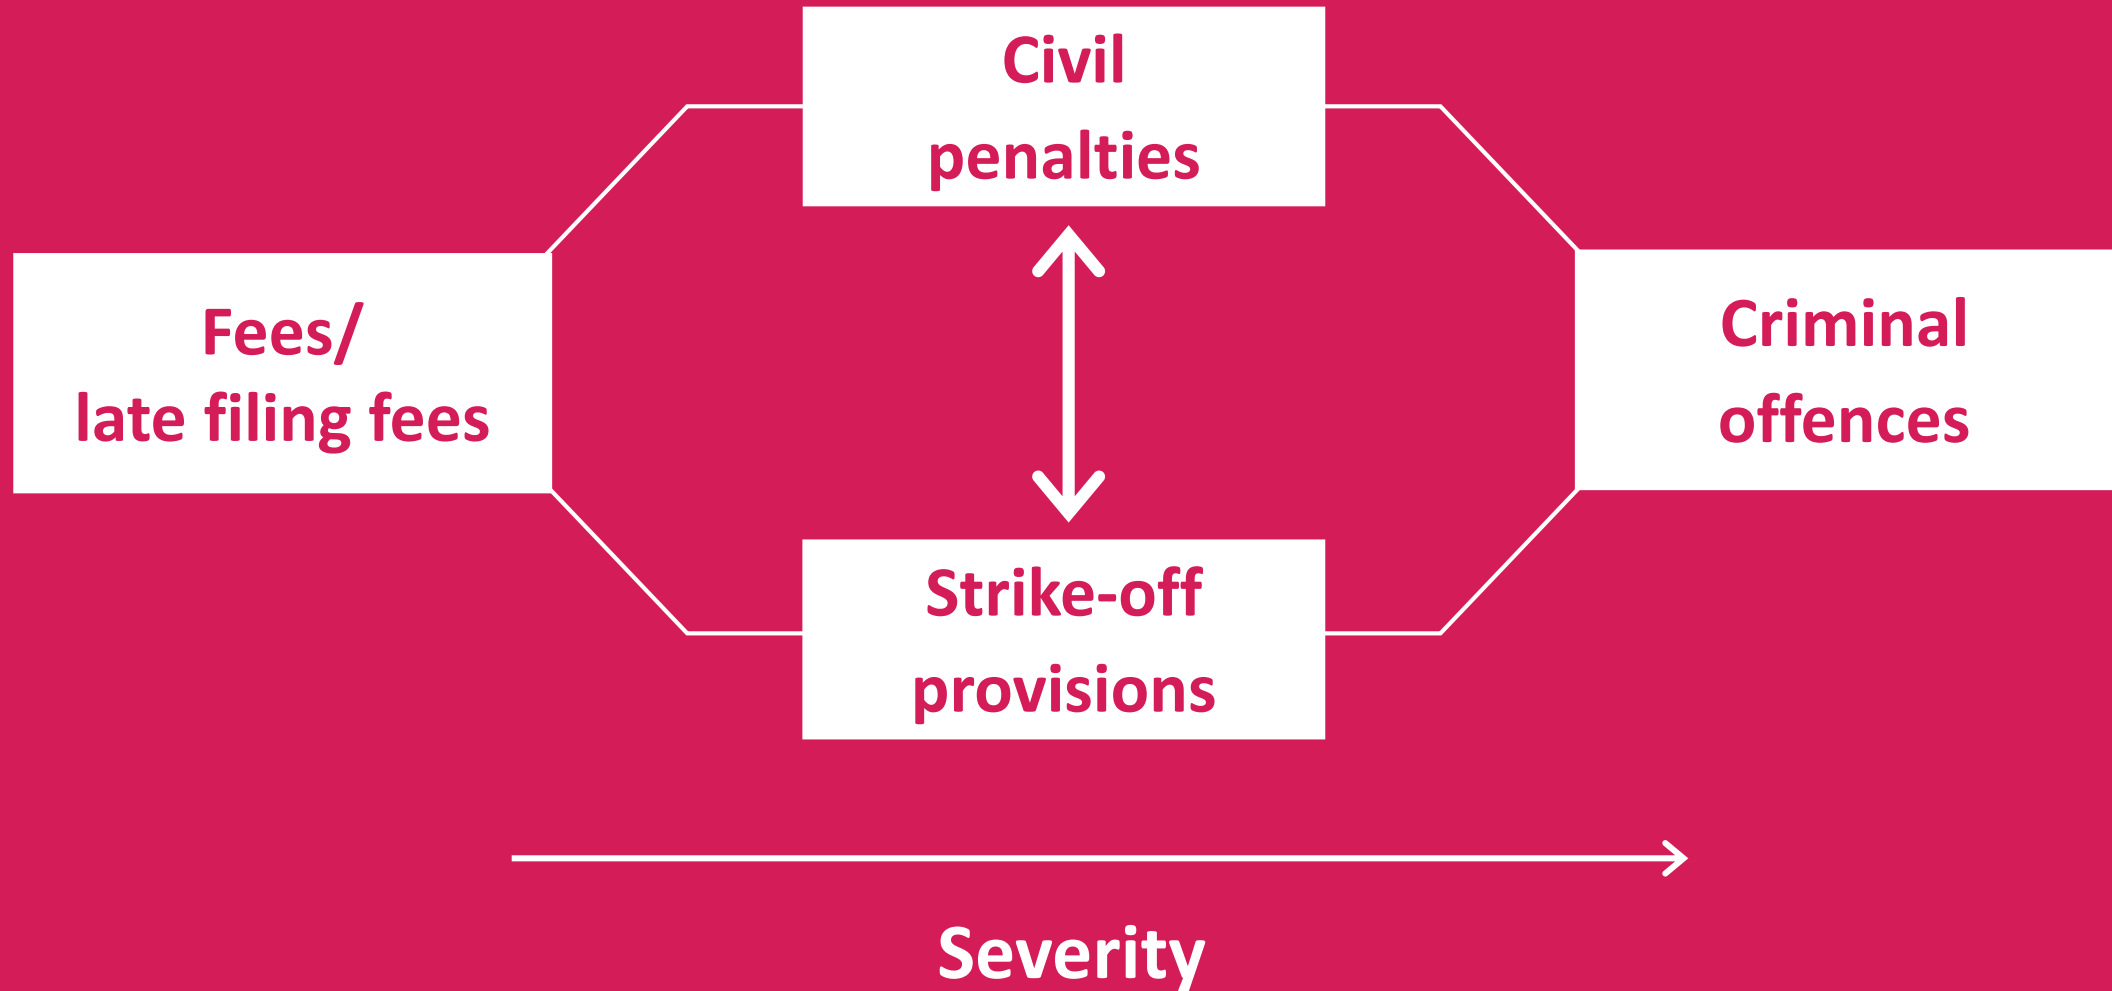 Civil
penalties
Fees/
late filing fees
Criminal
offences
Strike-off
provisions
Severity